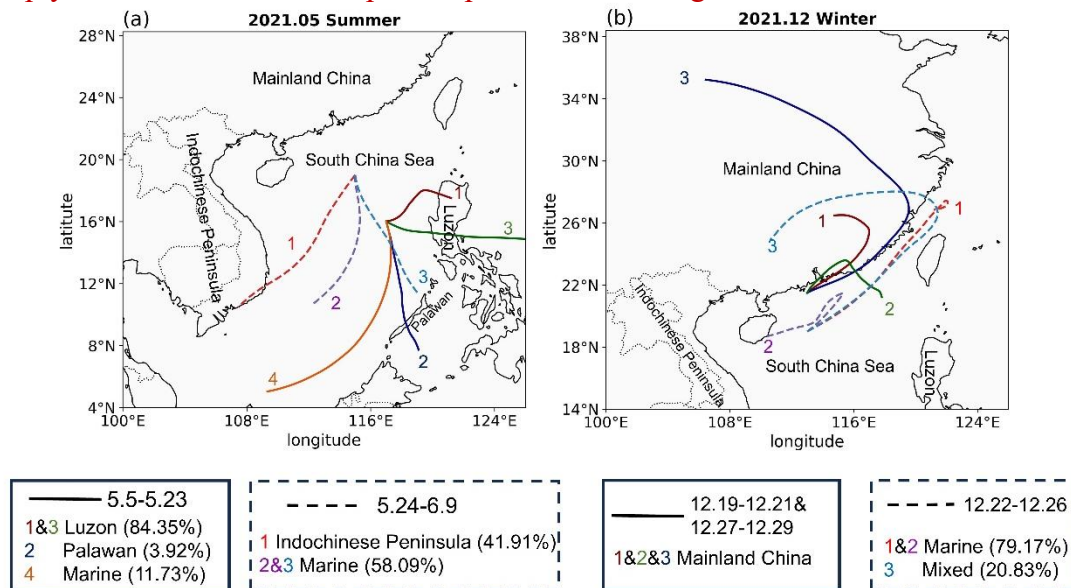 (a) 2021.05 Summer
28°N
24°N
20°N
16°N
12°N
8°N
4°N
latitute
100°E 108°E 116°E 124°E
longitude
Mainland China
South China Sea
Indochinese Peninsula
Luzon
Palawan
1
2
3
1
2
3
4
(b) 2021.12 Winter
38°N
34°N
30°N
26°N
22°N
18°N
14°N
latitute
100°E 108°E 116°E 124°E
longitude
Mainland China
South China Sea
Indochinese Peninsula
Luzon
3
1
2
3
1
2
5.5-5.23
1&3 Luzon (84.35%)
2 Palawan (3.92%)
4 Marine (11.73%)
5.24-6.9
1 Indochinese Peninsula (41.91%)
2&3 Marine (58.09%)
12.19-12.21&
12.27-12.29
1&2&3 Mainland China
12.22-12.26
1&2 Marine (79.17%)
3 Mixed (20.83%)